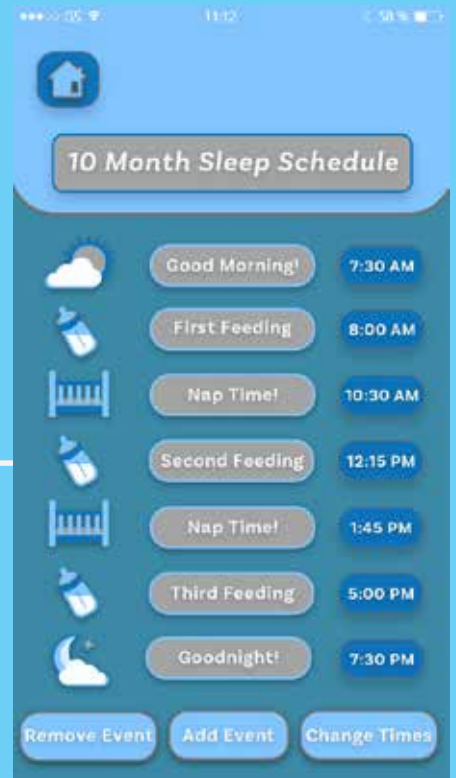 11:12
58 %
10 Month Sleep Schedule
Good Morning! 7:30 AM
First Feeding 8:00 AM
Nap Time! 10:30 AM
Second Feeding 12:15 PM
Nap Time! 1:45 PM
Third Feeding 5:00 PM
Goodnight! 7:30 PM
Remove Event Add Event Change Times